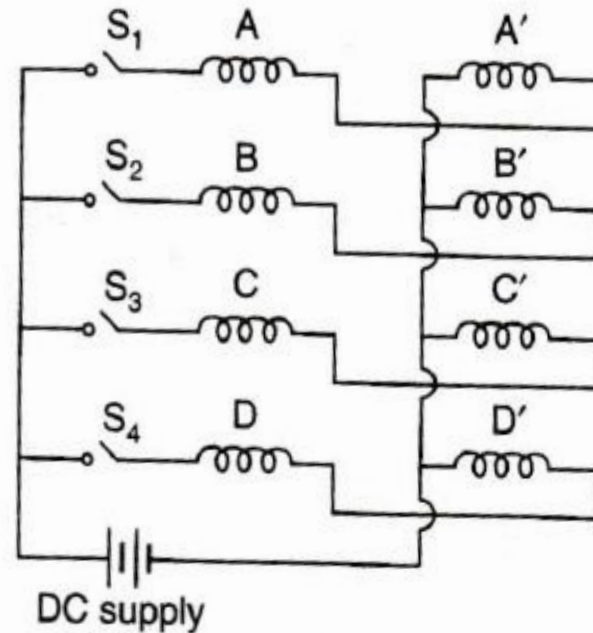 S₁ A A′
S₂ B B′
S₃ C C′
S₄ D D′
DC supply